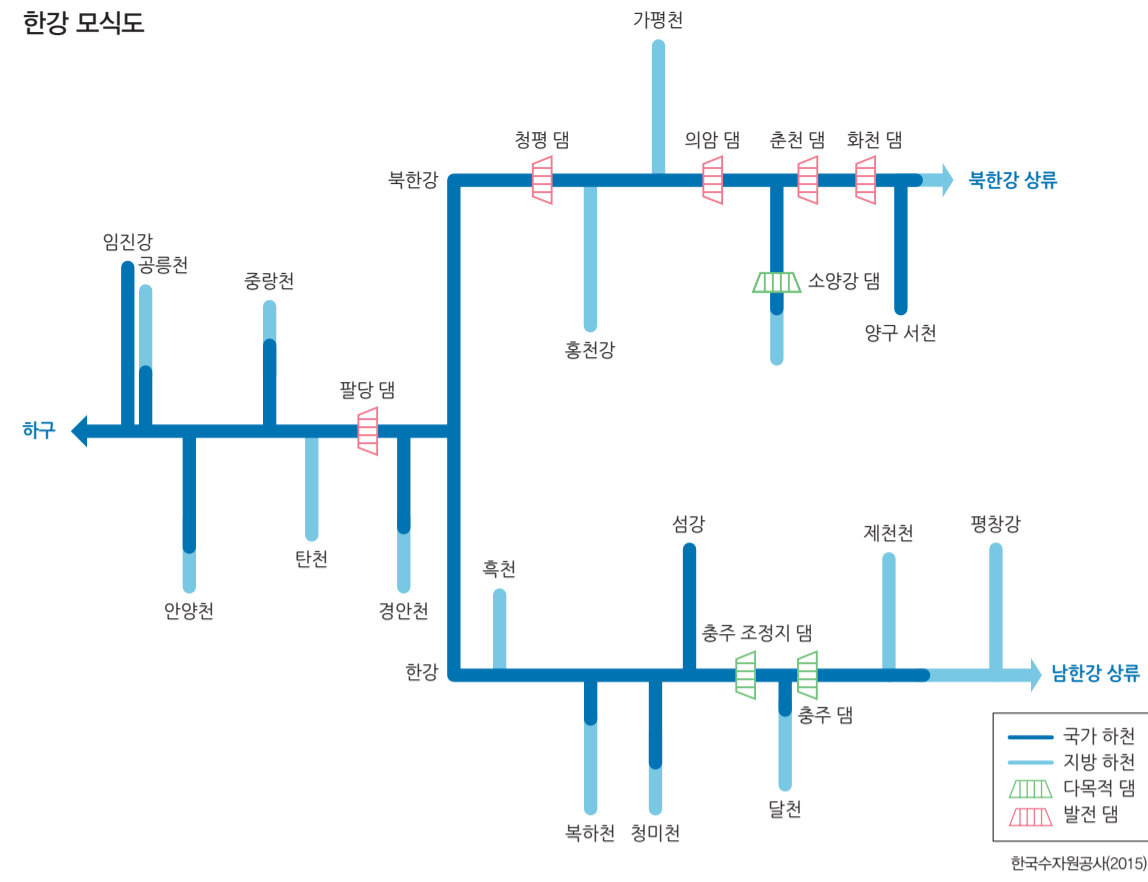 한강 모식도
가평천
청평 댐
의암 댐
춘천 댐
화천 댐
북한강
북한강 상류
임진강
공릉천
중랑천
소양강 댐
양구 서천
홍천강
팔당 댐
하구
탄천
안양천
경안천
흑천
섬강
제천천
평창강
충주 조정지 댐
한강
남한강 상류
충주 댐
달천
복하천
청미천
국가 하천
지방 하천
다목적 댐
발전 댐
한국수자원공사(2015)